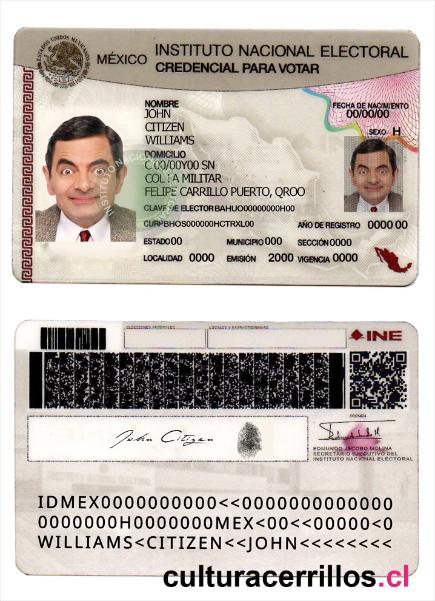 MÉXICO
INSTITUTO NACIONAL ELECTORAL
CREDENCIAL PARA VOTAR
NOMBRE
JOHN
CITIZEN
WILLIAMS
FECHA DE NACIMIENTO
00/00/00
SEXO H
DOMICILIO
C 00/00Y00 SN
MILITAR
FELIPE CARRILLO PUERTO, QROO
CLAVE DE ELECTOR BAHUO00000000H00
CURP BHOS000000HCTRXL00
AÑO DE REGISTRO 0000 00
ESTADO 00 MUNICIPIO 000 SECCIÓN 0000
LOCALIDAD 0000 EMISIÓN 2000 VIGENCIA 0000
ELECCIONES FEDERALES
LOCALES Y EXTRAORDINARIAS
INE
John Citizen
EDMUNDO JACOBO MOLINA
SECRETARIO EJECUTIVO DEL
INSTITUTO NACIONAL ELECTORAL
IDMEX0000000000<<0000000000000
0000000H0000000MEX<00<<00000<0
WILLIAMS<CITIZEN<<JOHN<<<<<<<<
culturacerrillos.cl